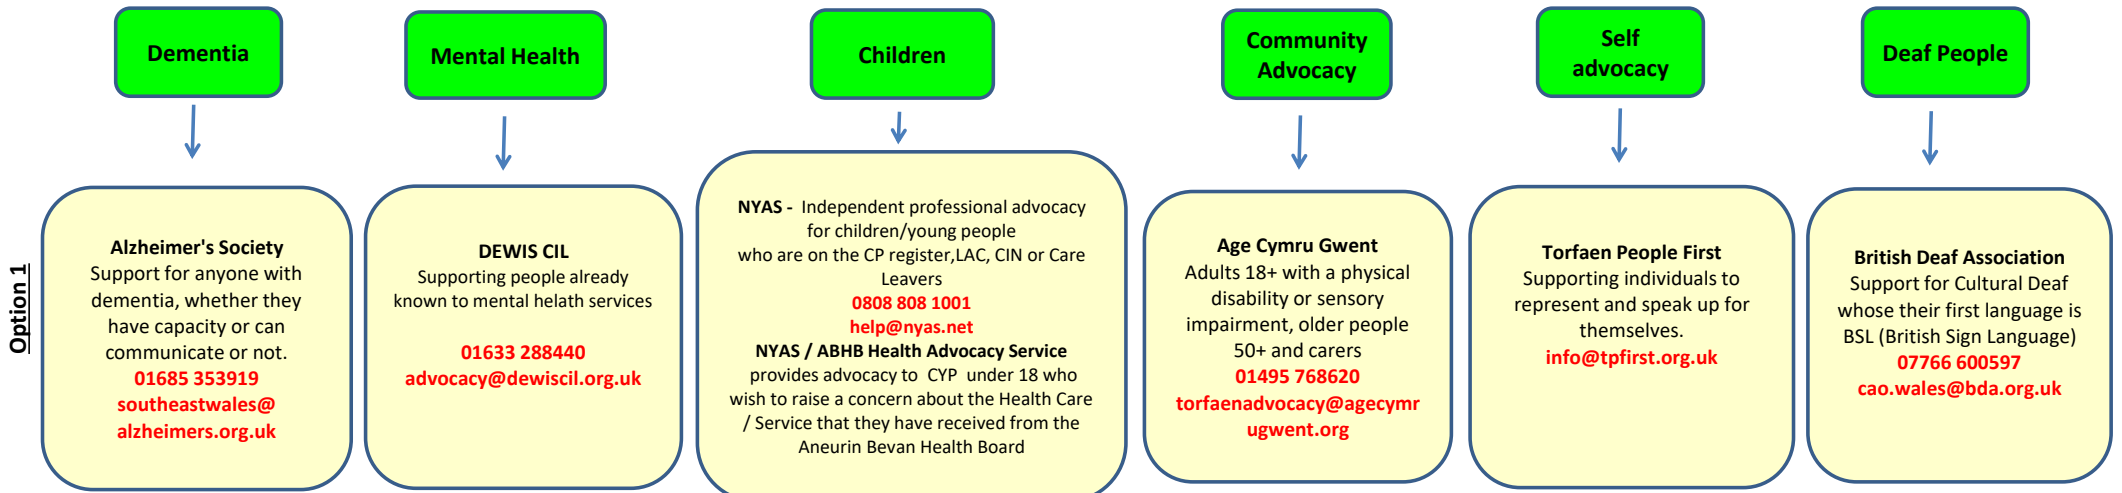 Dementia
Mental Health
Children
Community
Advocacy
Self
advocacy
Deaf People
Option 1
Alzheimer's Society
Support for anyone with
dementia, whether they
have capacity or can
communicate or not.
01685 353919
southeastwales@
alzheimers.org.uk
DEWIS CIL
Supporting people already
known to mental helath services
01633 288440
advocacy@dewiscil.org.uk
NYAS - Independent professional advocacy
for children/young people
who are on the CP register,LAC, CIN or Care
Leavers
0808 808 1001
help@nyas.net
NYAS / ABHB Health Advocacy Service
provides advocacy to CYP under 18 who
wish to raise a concern about the Health Care
/ Service that they have received from the
Aneurin Bevan Health Board
Age Cymru Gwent
Adults 18+ with a physical
disability or sensory
impairment, older people
50+ and carers
01495 768620
torfaenadvocacy@agecymr
ugwent.org
Torfaen People First
Supporting individuals to
represent and speak up for
themselves.
info@tpfirst.org.uk
British Deaf Association
Support for Cultural Deaf
whose their first language is
BSL (British Sign Language)
07766 600597
cao.wales@bda.org.uk